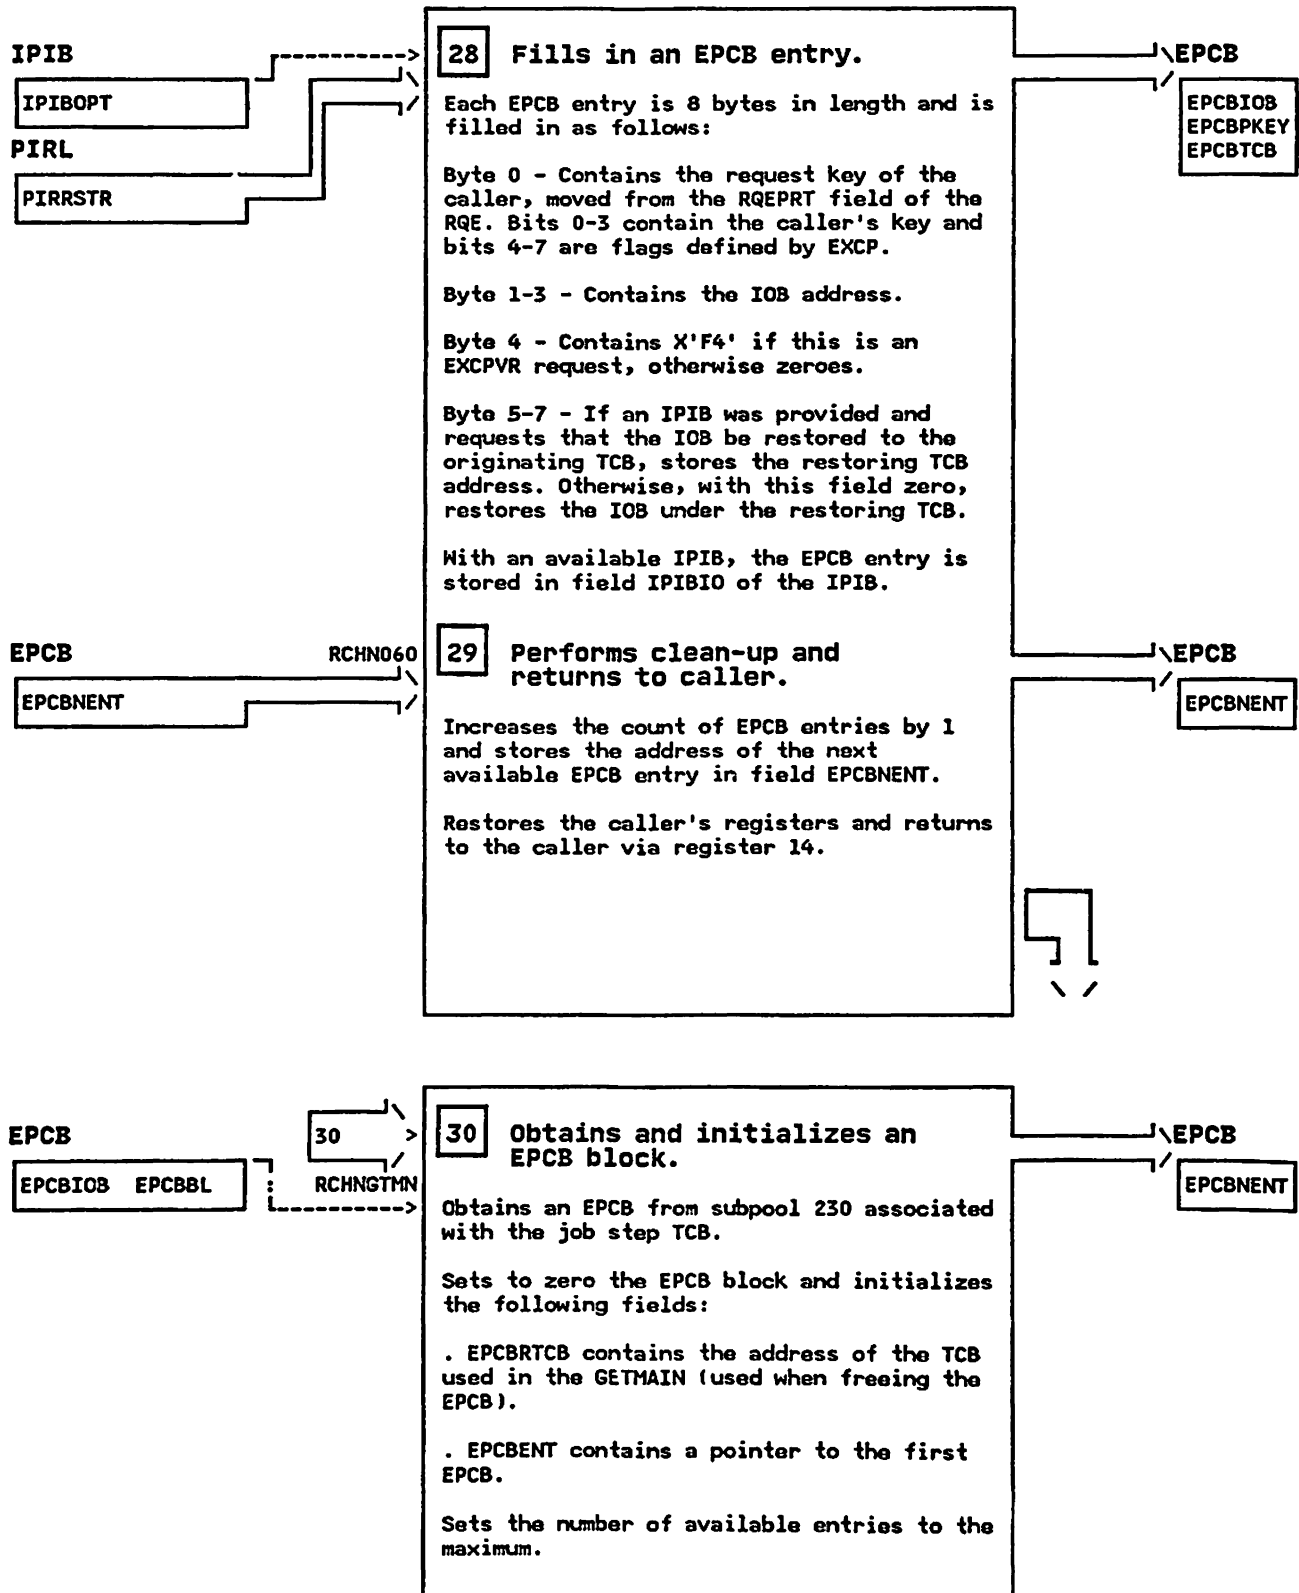 IPIB
IPIBOPT
PIRL
PIRRSTR
28 Fills in an EPCB entry.
Each EPCB entry is 8 bytes in length and is
filled in as follows:
Byte 0 - Contains the request key of the
caller, moved from the RQEPRT field of the
RQE. Bits 0-3 contain the caller's key and
bits 4-7 are flags defined by EXCP.
Byte 1-3 - Contains the IOB address.
Byte 4 - Contains X'F4' if this is an
EXCPVR request, otherwise zeroes.
Byte 5-7 - If an IPIB was provided and
requests that the IOB be restored to the
originating TCB, stores the restoring TCB
address. Otherwise, with this field zero,
restores the IOB under the restoring TCB.
With an available IPIB, the EPCB entry is
stored in field IPIBIO of the IPIB.
EPCB
EPCBIOB
EPCBPKEY
EPCBTCB
EPCB
EPCBNENT
RCHN060
29 Performs clean-up and
returns to caller.
Increases the count of EPCB entries by 1
and stores the address of the next
available EPCB entry in field EPCBNENT.
Restores the caller's registers and returns
to the caller via register 14.
EPCB
EPCBNENT
EPCB
EPCBIOB EPCBBL
30
RCHNGTMN
30 Obtains and initializes an
EPCB block.
Obtains an EPCB from subpool 230 associated
with the job step TCB.
Sets to zero the EPCB block and initializes
the following fields:
. EPCBRTCB contains the address of the TCB
used in the GETMAIN (used when freeing the
EPCB).
. EPCBENT contains a pointer to the first
EPCB.
Sets the number of available entries to the
maximum.
EPCB
EPCBNENT